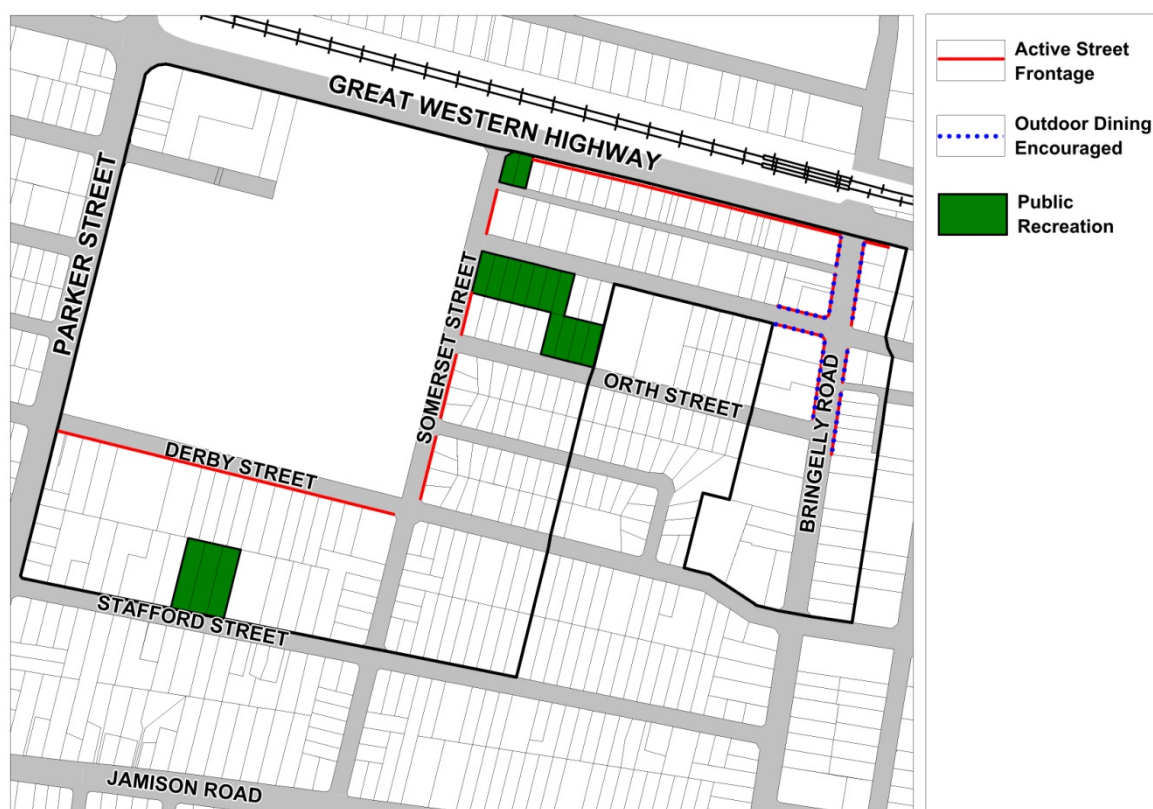 GREAT WESTERN HIGHWAY
PARKER STREET
SOMERSET STREET
ORTH STREET
BRINGELLY ROAD
DERBY STREET
STAFFORD STREET
JAMISON ROAD
Active Street
Frontage
Outdoor Dining
Encouraged
Public
Recreation